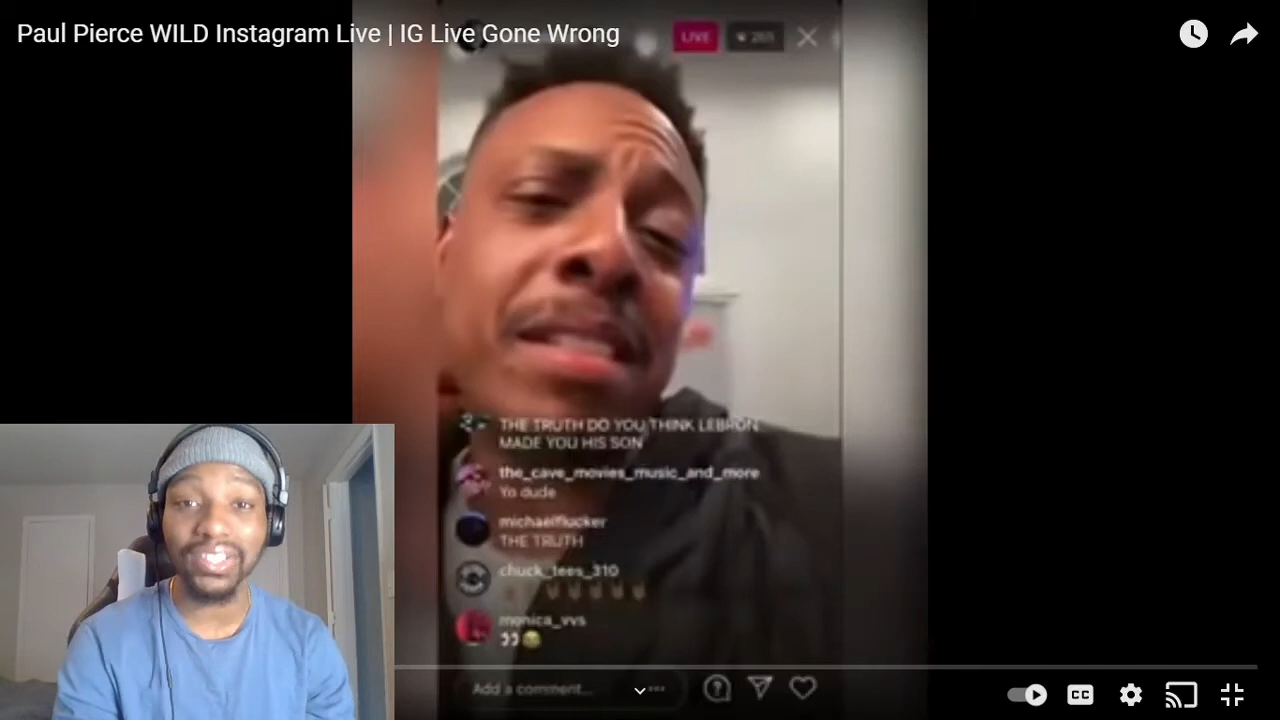 Paul Pierce WILD Instagram Live | IG Live Gone Wrong
LIVE
THE TRUTH DO YOU THINK LEBRON
MADE YOU HIS SON
the_cave_movies_music_and_more
Yo dude
michaelflucker
THE TRUTH
chuck_tees_310
monica_vvs
Add a comment...
CC